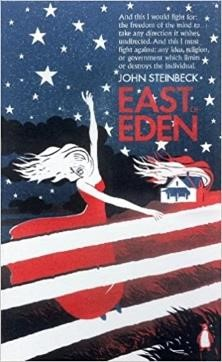 And this I would fight for:
the freedom of the mind to
take any direction it wishes,
undirected. And this I must
fight against: any idea, religion,
or government which limits
or destroys the individual.
JOHN STEINBECK
EAST OF
EDEN